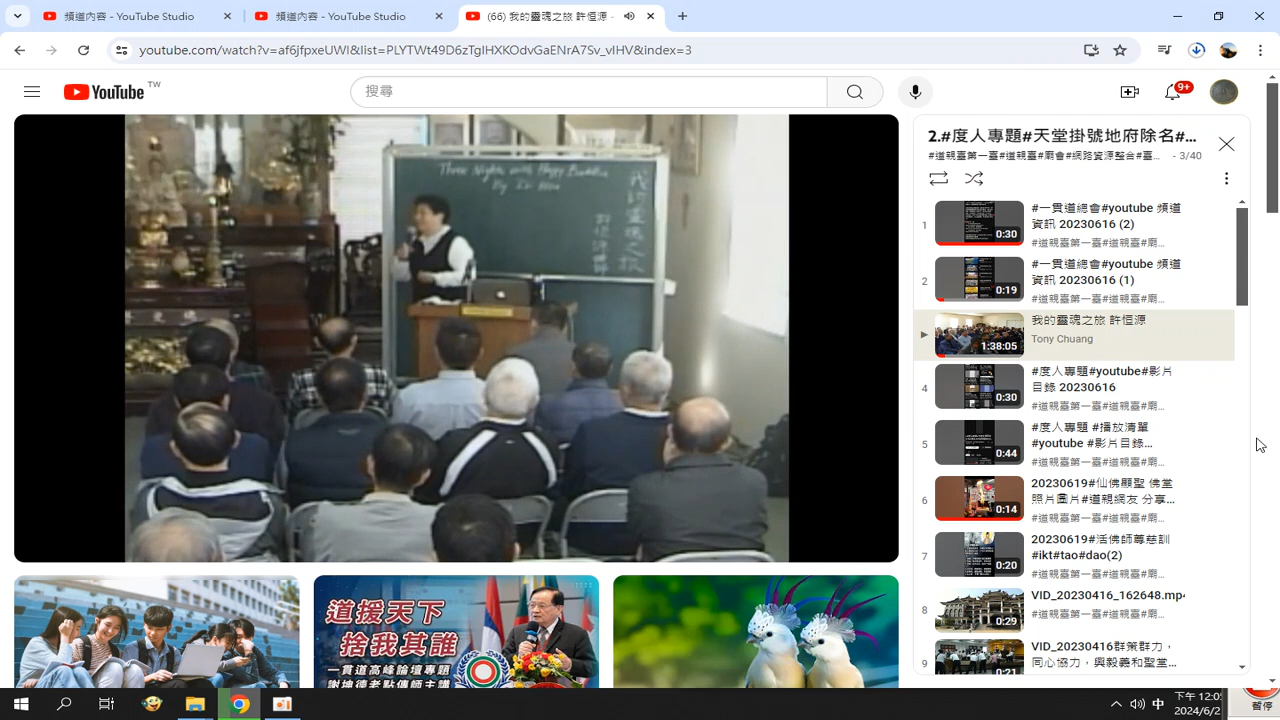 頻道內容 - YouTube Studio
頻道內容 - YouTube Studio
(66) 我的靈魂之旅 許恒源 -
youtube.com/watch?v=af6jfpxeUWI&list=PLYTWt49D6zTgIHXKOdvGaENrA7Sv_vIHV&index=3
YouTube TW
搜尋
9+
2.#度人專題#天堂掛號地府除名#...
#道親臺第一臺#道親臺#廟會#網路資源整合#臺... - 3/40
1
0:30
#一貫道總會#youtube 頻道
資訊 20230616 (2)
#道親臺第一臺#道親臺#廟...
2
0:19
#一貫道總會#youtube 頻道
資訊 20230616 (1)
#道親臺第一臺#道親臺#廟...
1:38:05
我的靈魂之旅 許恒源
Tony Chuang
4
0:30
#度人專題#youtube#影片
目錄 20230616
#道親臺第一臺#道親臺#廟...
5
0:44
#度人專題 #播放清單
#youtube #影片目錄...
#道親臺第一臺#道親臺#廟...
6
0:14
20230619#仙佛顯聖 佛堂
照片圖片#道親網友 分享...
#道親臺第一臺#道親臺#廟...
7
0:20
20230619#活佛師尊慈訓
#ikt#tao#dao(2)
#道親臺第一臺#道親臺#廟...
8
0:29
VID_20230416_162648.mp4
#道親臺第一臺#道親臺#廟...
9
0:21
VID_20230416群策群力，
同心協力，興毅義和聖堂...
道援天下
捨我其誰
一貫道高峰論壇專題
中
下午 12:05
2024/6/2
暫停